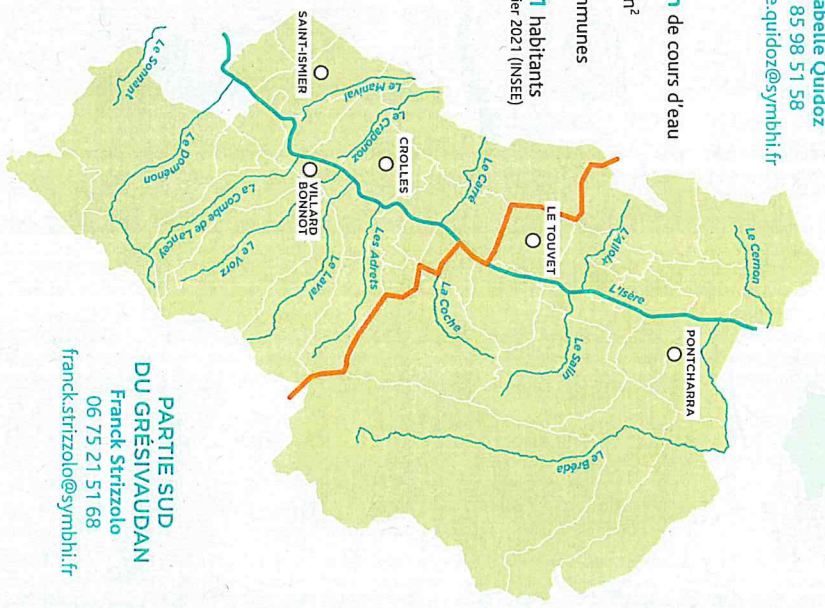 abelle Quidoz
85 98 51 58
e.quidoz@symbhi.fr
n de cours d'eau
m²
mmunes
1 habitants
ier 2021 (INSEE)
Le Cernon
PONTCHARRA
L'Isère
L'Alloix
LE TOUVET
Le Salin
Le Bréda
La Coche
Le Carré
CROLLES
Les Adrets
Le Craponoz
Le Manival
SAINT-ISMIER
VILLARD
BONNOT
Le Laval
Le Vorz
La Combe de Lancey
Le Doménon
Le Sonnant
PARTIE SUD
DU GRÉSIVAUDAN
Franck Strizzolo
06 75 21 51 68
franck.strizzolo@symbhi.fr